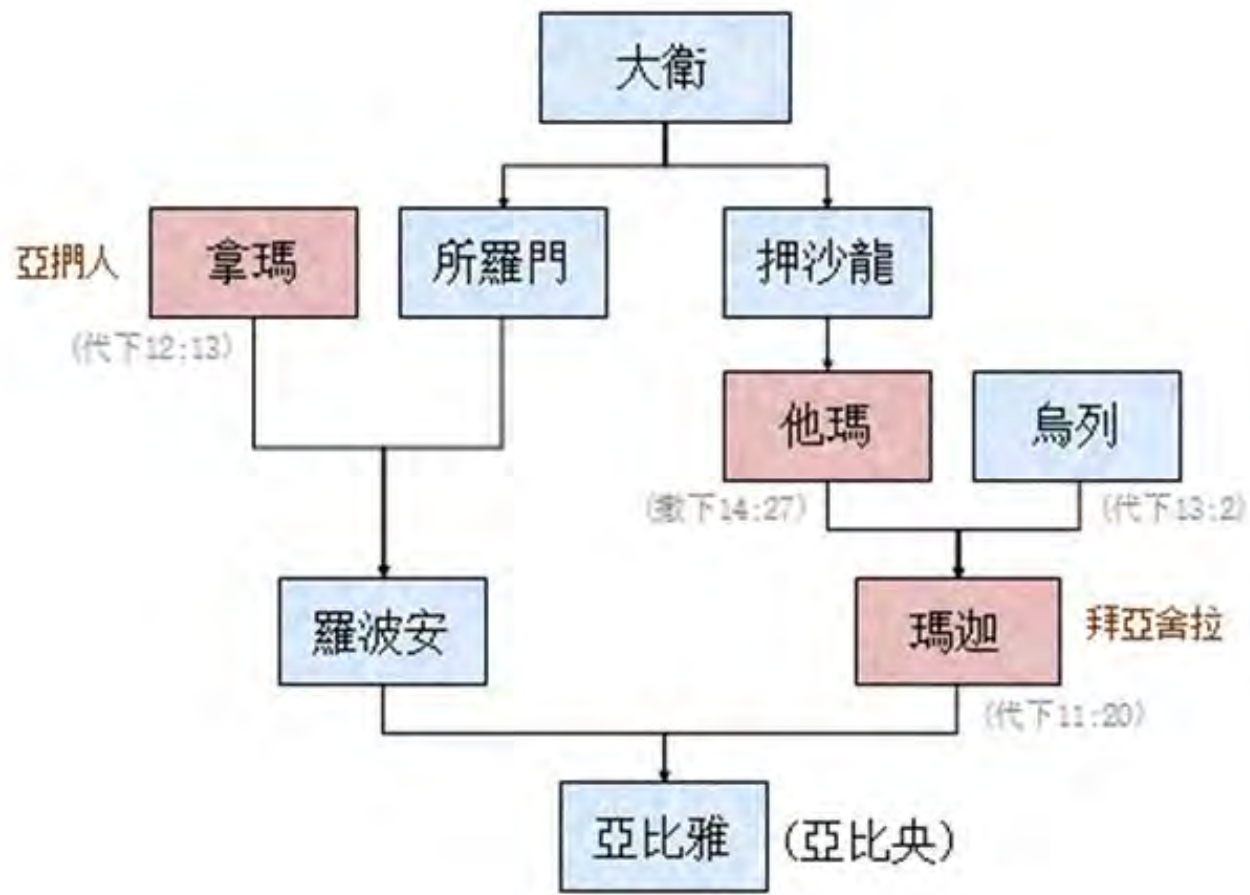 大衛
亞捫人
拿瑪
所羅門
押沙龍
(代下12:13)
他瑪
烏列
(撒下14:27)
(代下13:2)
羅波安
瑪迦
拜亞舍拉
(代下11:20)
亞比雅
(亞比央)